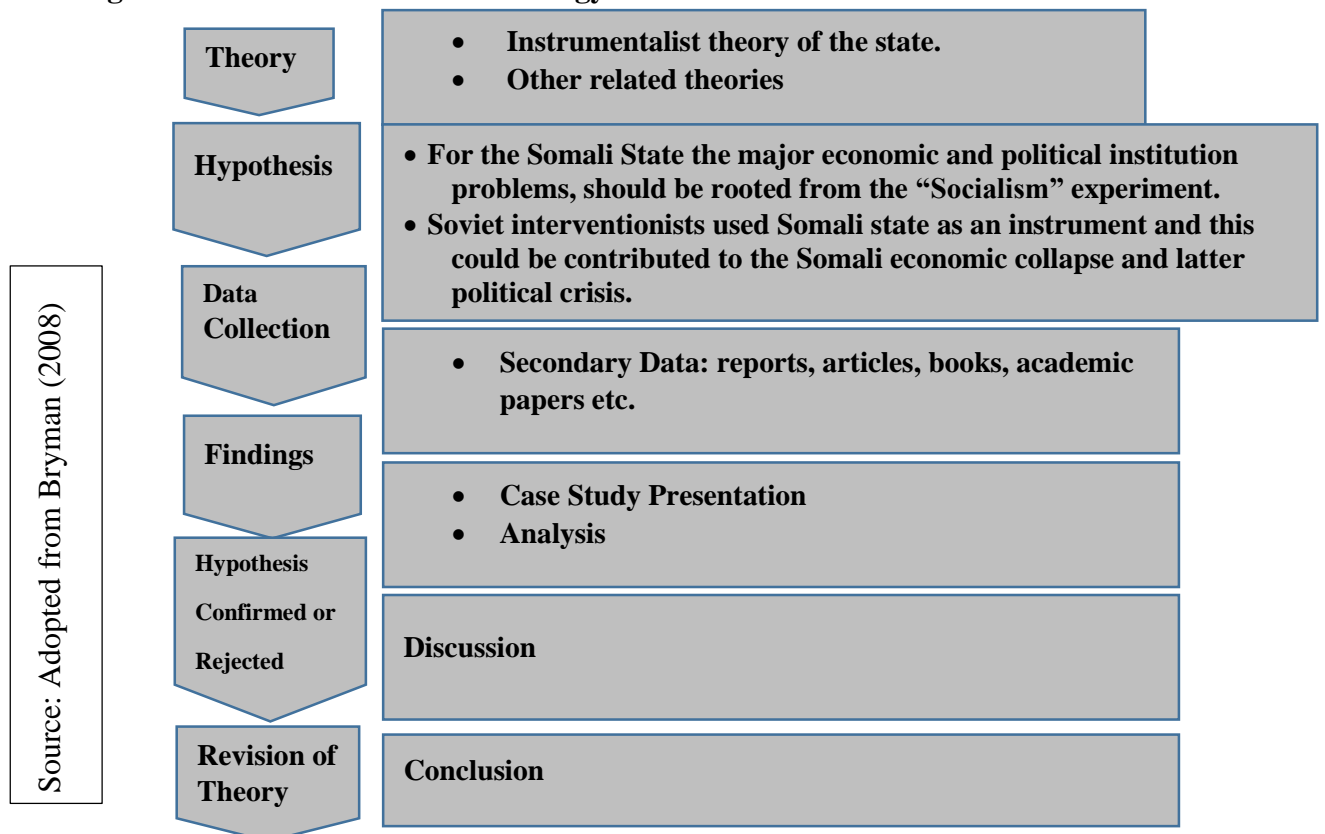 Theory
• Instrumentalist theory of the state.
• Other related theories
Hypothesis
• For the Somali State the major economic and political institution
problems, should be rooted from the “Socialism” experiment.
• Soviet interventionists used Somali state as an instrument and this
could be contributed to the Somali economic collapse and latter
political crisis.
Data
Collection
• Secondary Data: reports, articles, books, academic
papers etc.
Findings
• Case Study Presentation
• Analysis
Hypothesis
Confirmed or
Rejected
Discussion
Revision of
Theory
Conclusion
Source: Adopted from Bryman (2008)